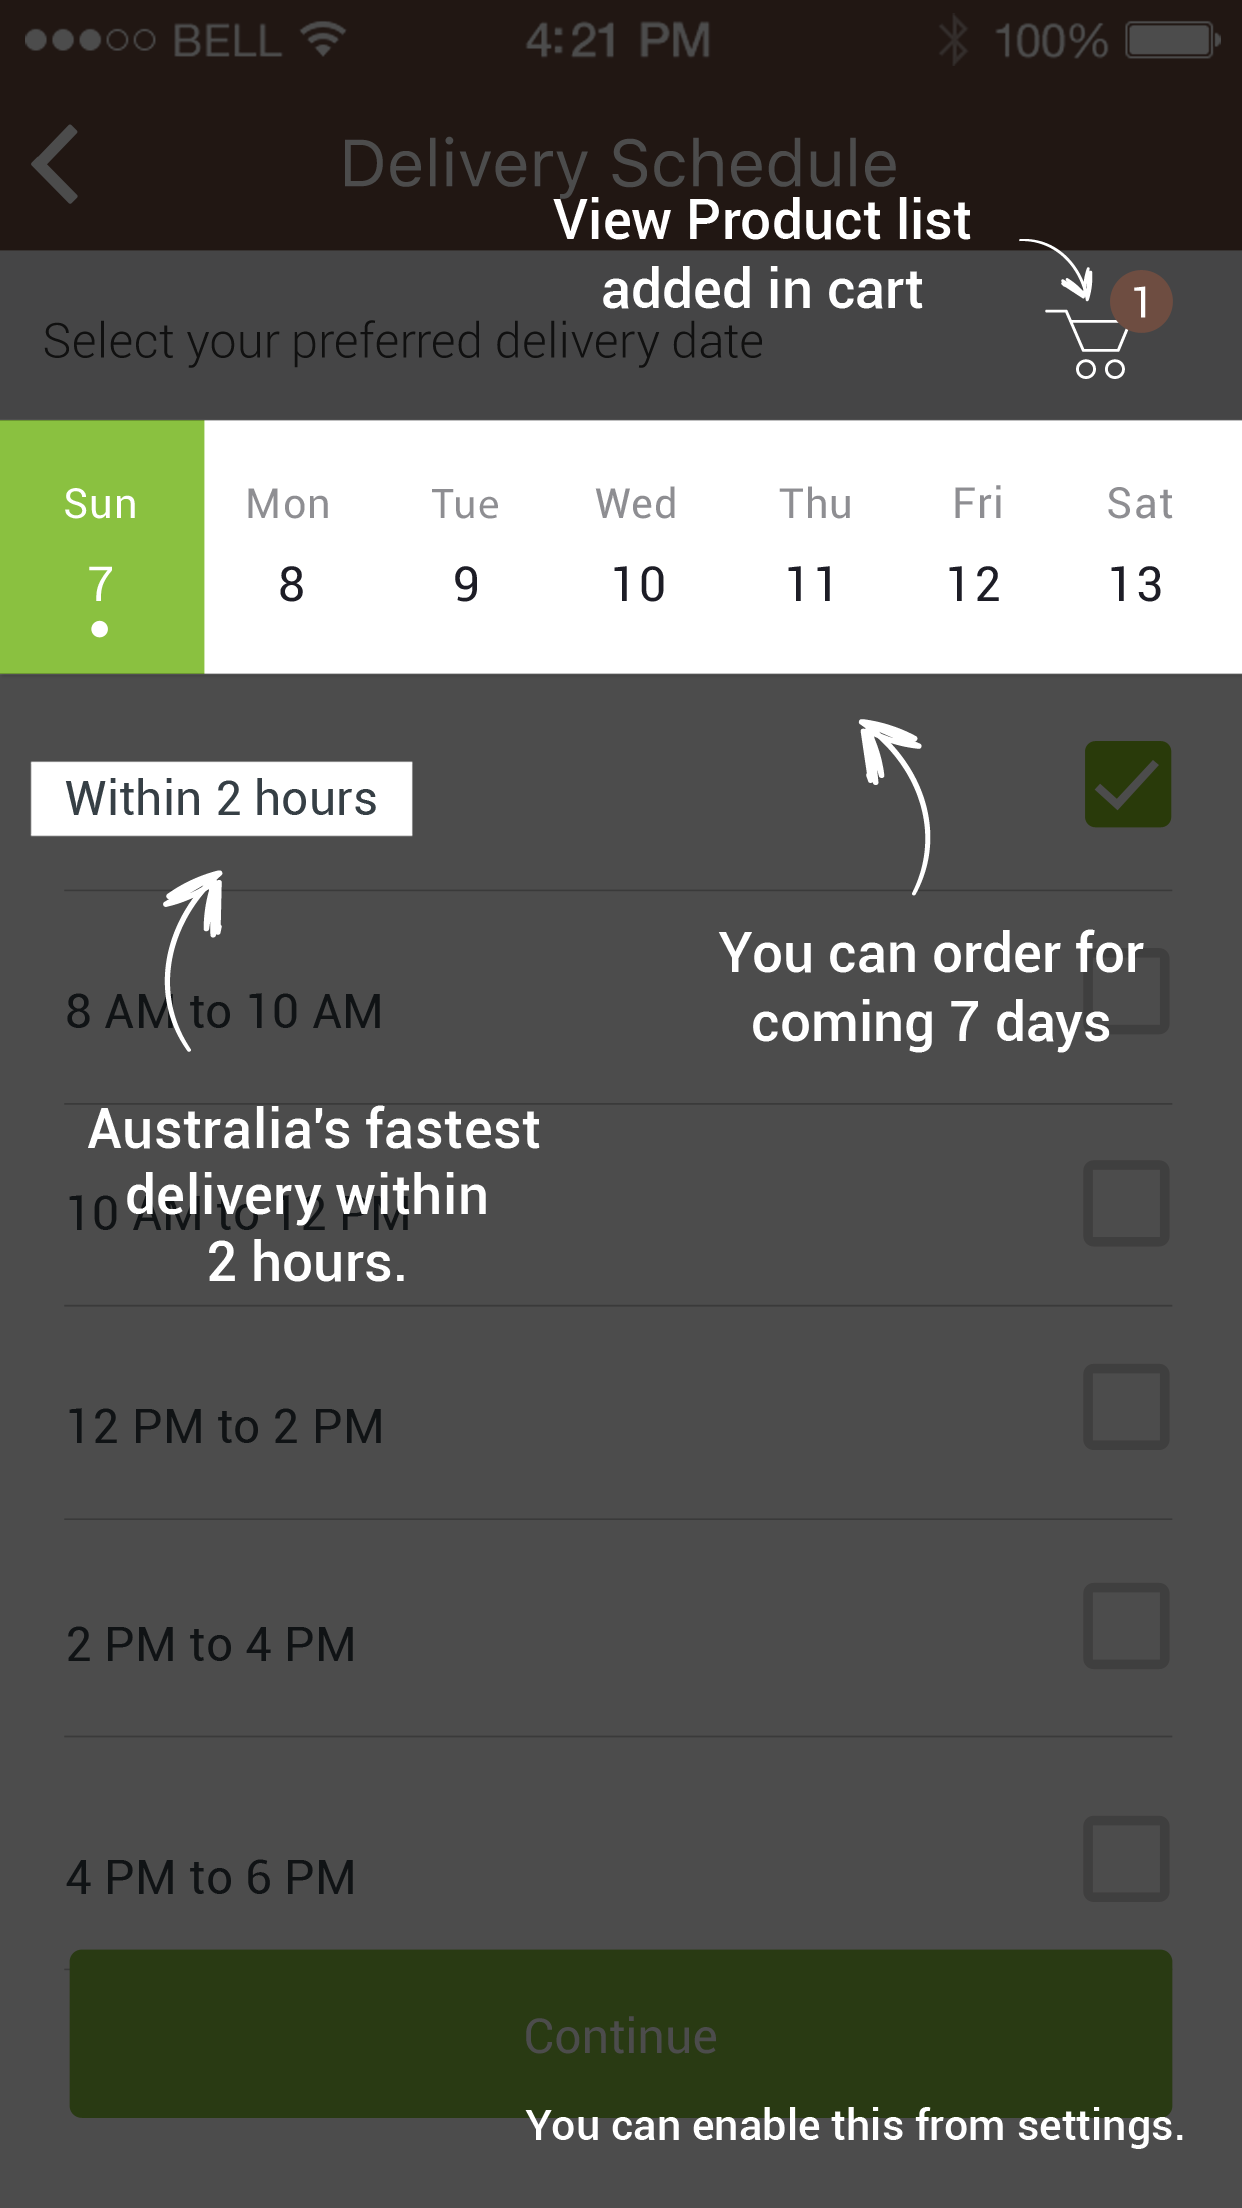 BELL 4:21 PM 100%
Delivery Schedule
View Product list
added in cart
1
Select your preferred delivery date
Sun Mon Tue Wed Thu Fri Sat
7 8 9 10 11 12 13
Within 2 hours
You can order for
coming 7 days
8 AM to 10 AM
Australia's fastest
delivery within
2 hours.
10 AM to 12 PM
12 PM to 2 PM
2 PM to 4 PM
4 PM to 6 PM
Continue
You can enable this from settings.